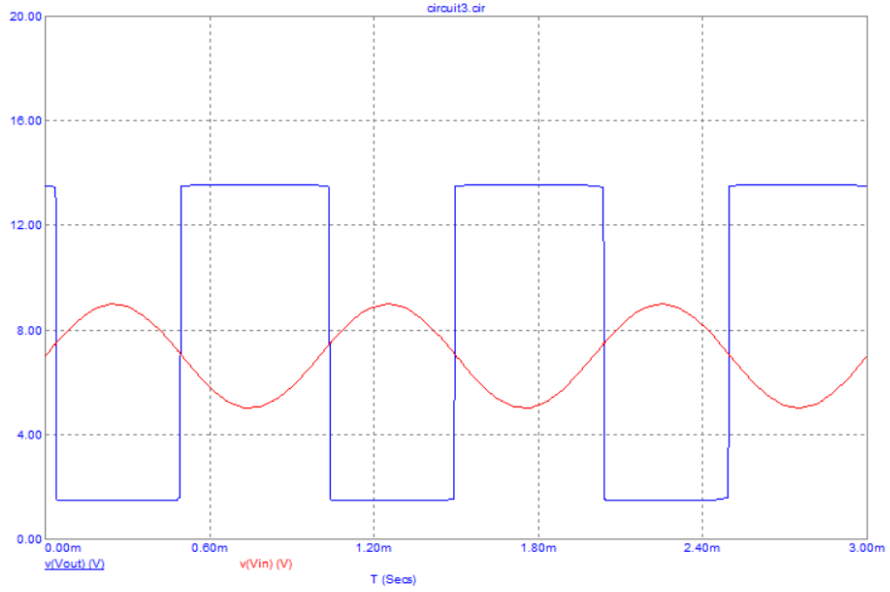 circuit3.cir
20.00
16.00
12.00
8.00
4.00
0.00
0.00m 0.60m 1.20m 1.80m 2.40m 3.00m
v(Vout) (V) v(Vin) (V)
T (Secs)